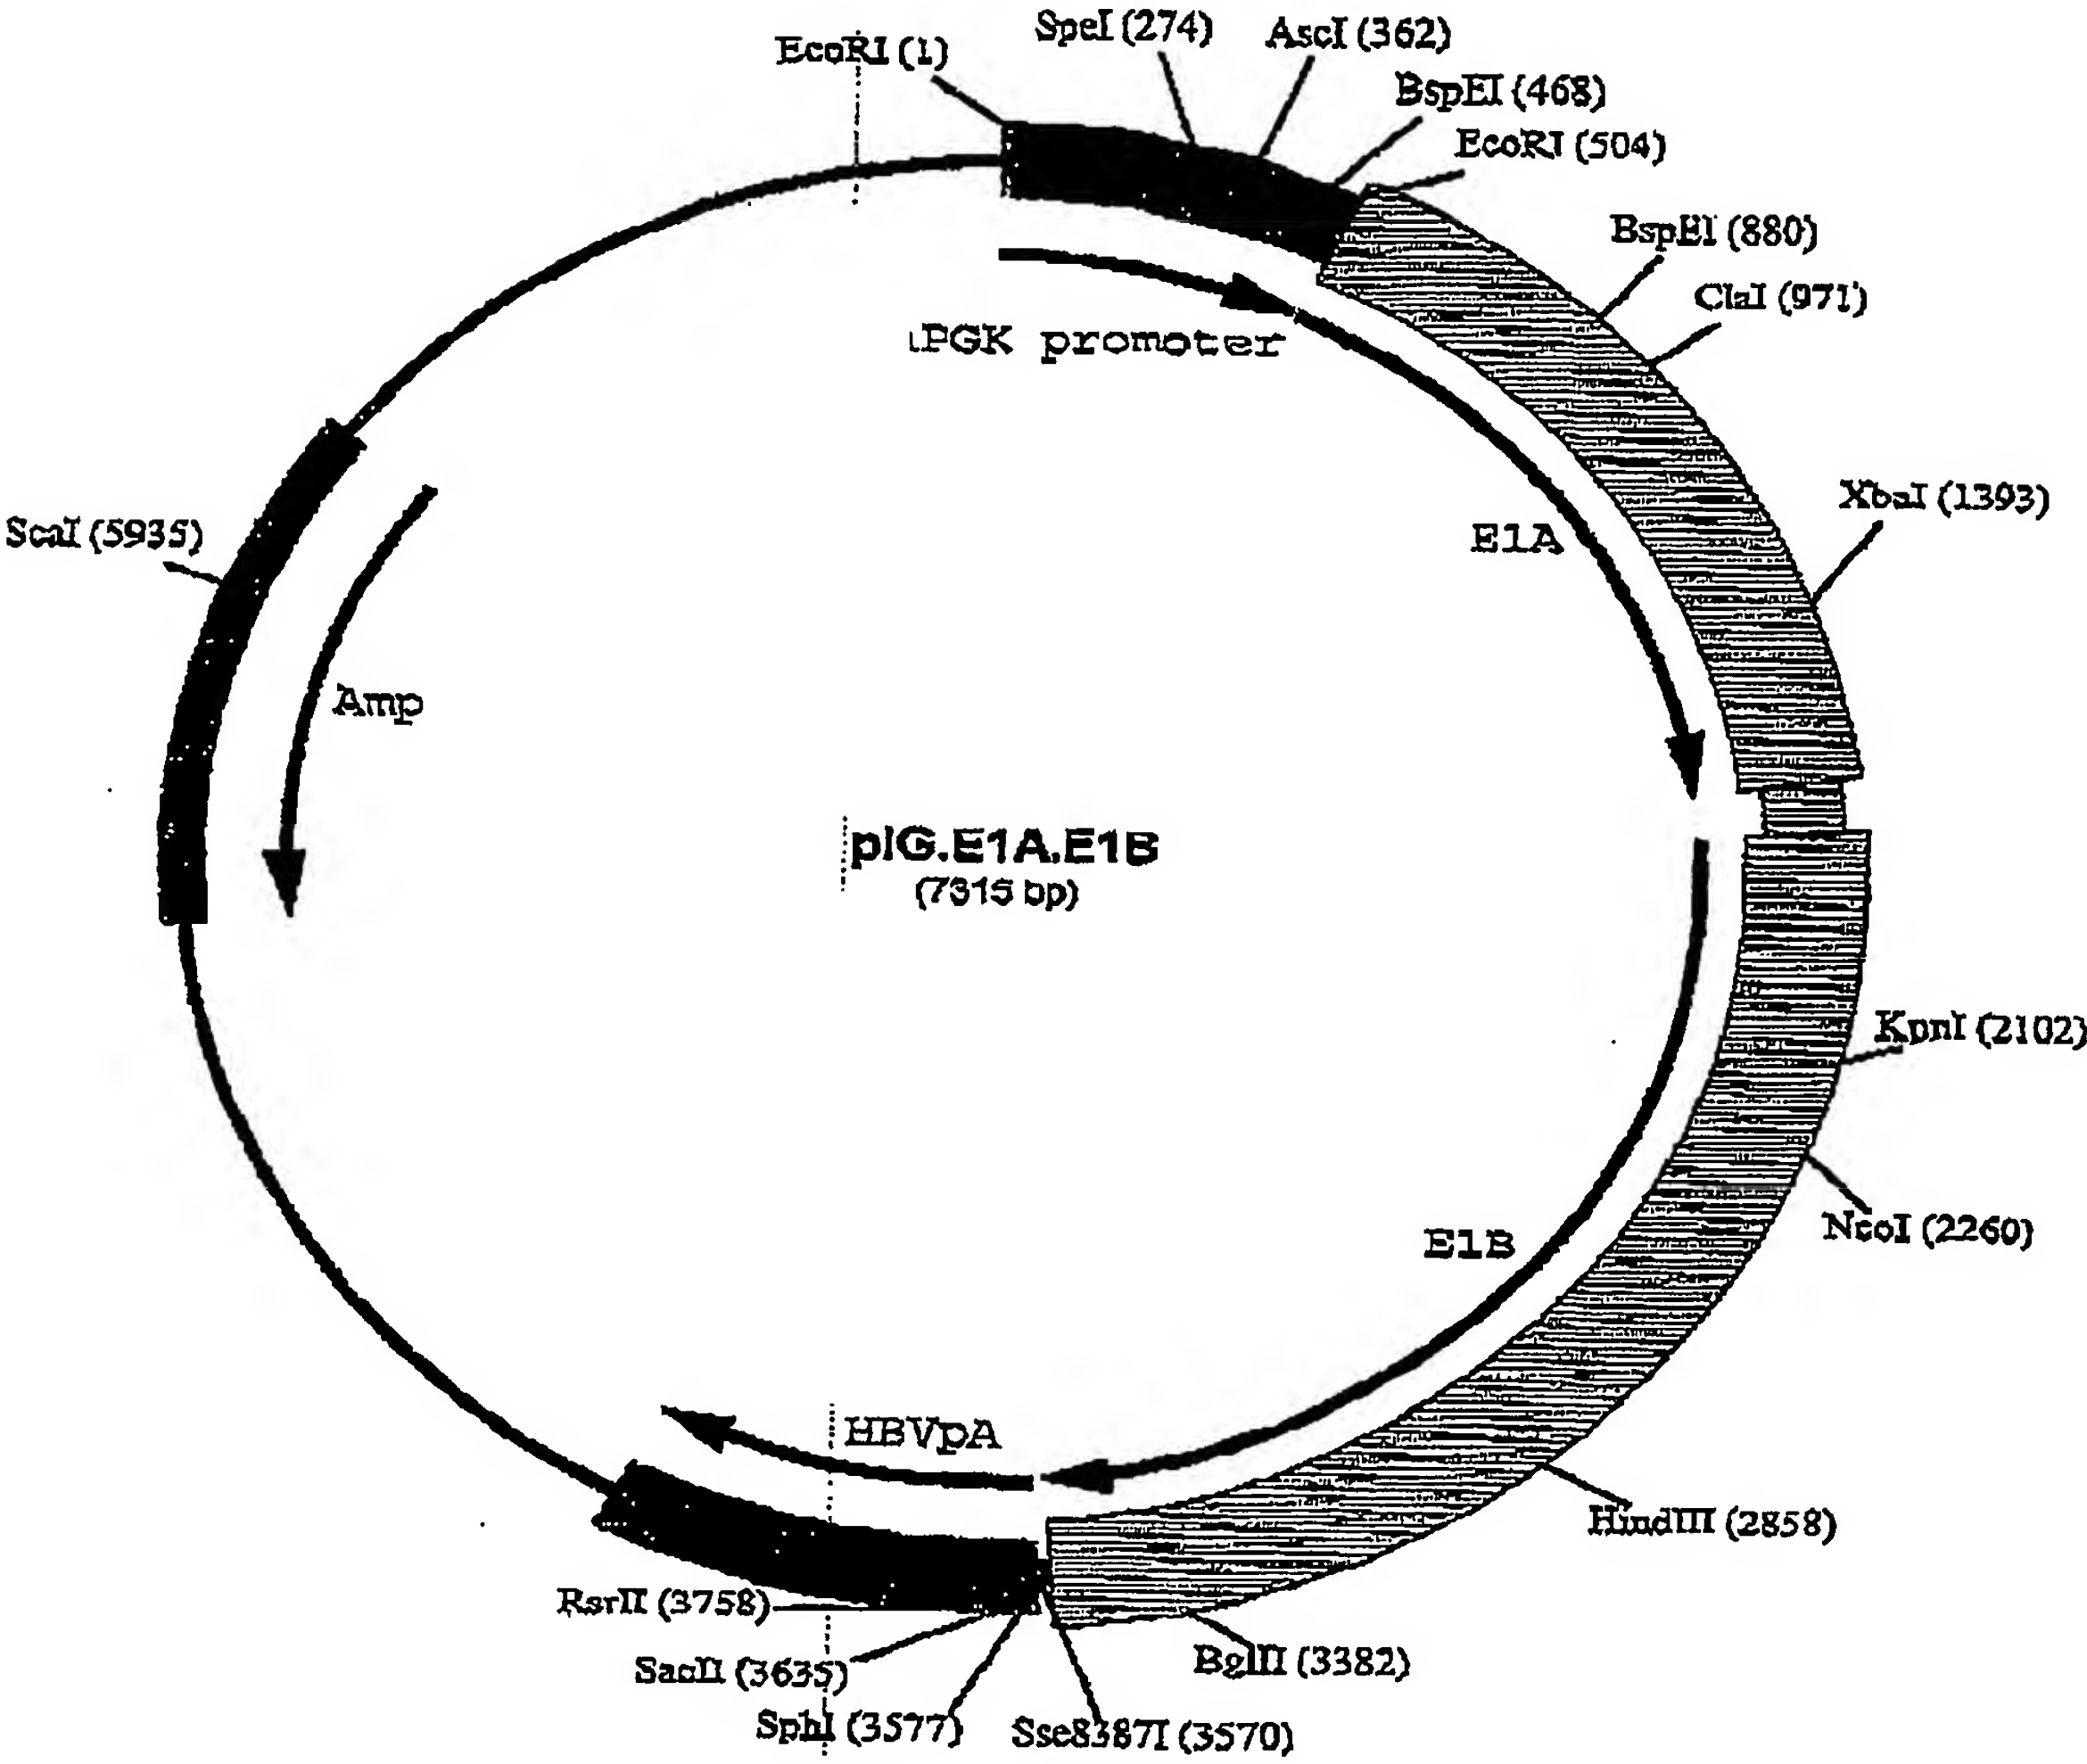 EcoRI (1)
SpeI (274)
AscI (362)
BspEI (468)
EcoRI (504)
BspEI (880)
ClaI (971)
XbaI (1393)
PGK promoter
E1A
ScaI (5935)
Amp
pIG.E1A.E1B
(7315 bp)
KpnI (2102)
NcoI (2260)
E1B
HBVpA
HindIII (2858)
RsrII (3758)
SacII (3635)
BglII (3382)
SphI (3577)
Sse8387I (3570)